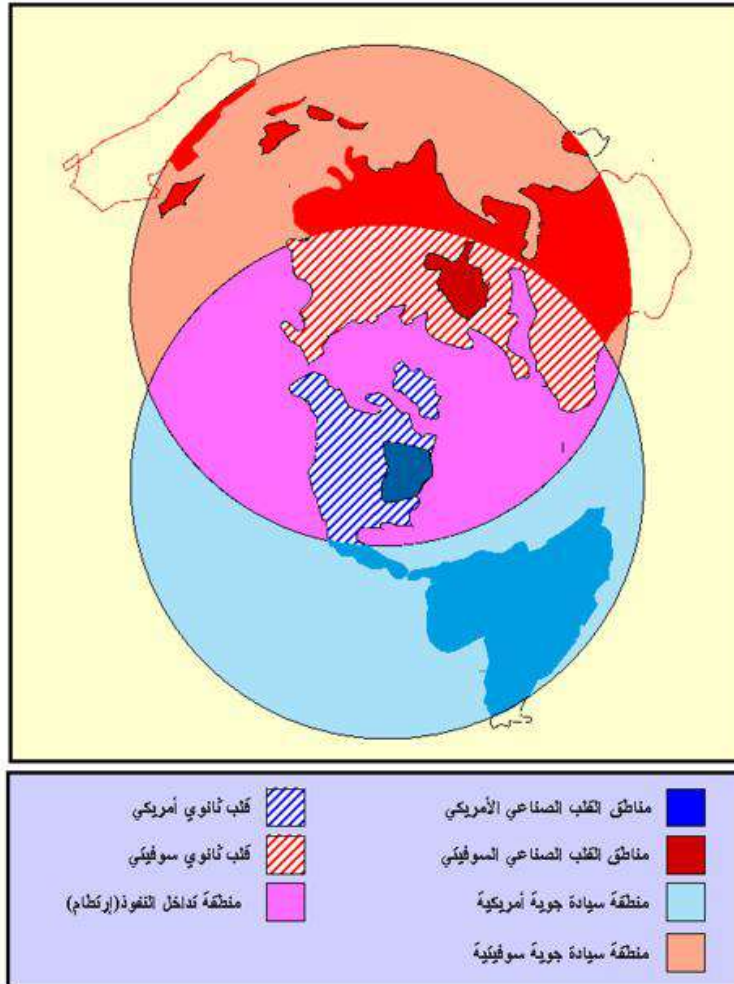 مناطق القلب الصناعي الأمريكي
مناطق القلب الصناعي السوفيتي
منطقة سيادة جوية أمريكية
منطقة سيادة جوية سوفيتية
قلب ثانوي أمريكي
قلب ثانوي سوفيتي
منطقة تداخل النفوذ(إرتطام)